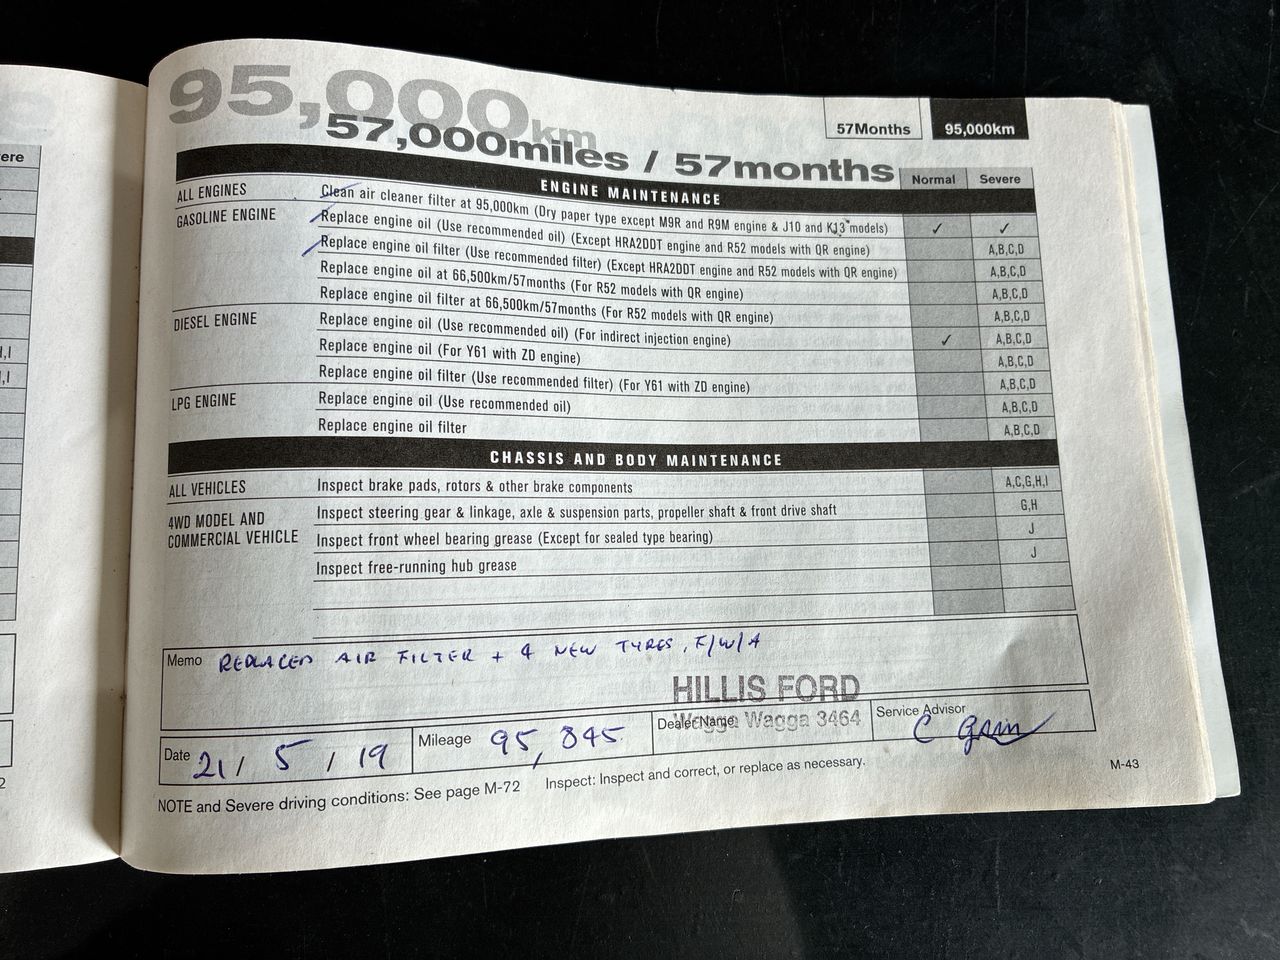 95,000km
57,000miles / 57months
57Months 95,000km
ENGINE MAINTENANCE Normal Severe
ALL ENGINES Clean air cleaner filter at 95,000km (Dry paper type except M9R and R9M engine & J10 and K13 models) ✓ ✓
GASOLINE ENGINE Replace engine oil (Use recommended oil) (Except HRA2DDT engine and R52 models with QR engine) A,B,C,D
Replace engine oil filter (Use recommended filter) (Except HRA2DDT engine and R52 models with QR engine) A,B,C,D
Replace engine oil at 66,500km/57months (For R52 models with QR engine) A,B,C,D
Replace engine oil filter at 66,500km/57months (For R52 models with QR engine) A,B,C,D
DIESEL ENGINE Replace engine oil (Use recommended oil) (For indirect injection engine) ✓ A,B,C,D
Replace engine oil (For Y61 with ZD engine) A,B,C,D
Replace engine oil filter (Use recommended filter) (For Y61 with ZD engine) A,B,C,D
LPG ENGINE Replace engine oil (Use recommended oil) A,B,C,D
Replace engine oil filter A,B,C,D
CHASSIS AND BODY MAINTENANCE
ALL VEHICLES Inspect brake pads, rotors & other brake components A,C,G,H,I
4WD MODEL AND COMMERCIAL VEHICLE Inspect steering gear & linkage, axle & suspension parts, propeller shaft & front drive shaft G,H
Inspect front wheel bearing grease (Except for sealed type bearing) J
Inspect free-running hub grease J
Memo REPLACED AIR FILTER + 4 NEW TYRES, F/W/A
HILLIS FORD
Wagga Wagga 3464
Date 21 / 5 / 19 Mileage 95,845 Dealer Name Service Advisor C
NOTE and Severe driving conditions: See page M-72 Inspect: Inspect and correct, or replace as necessary.
M-43
ere
H,I
H,I
2